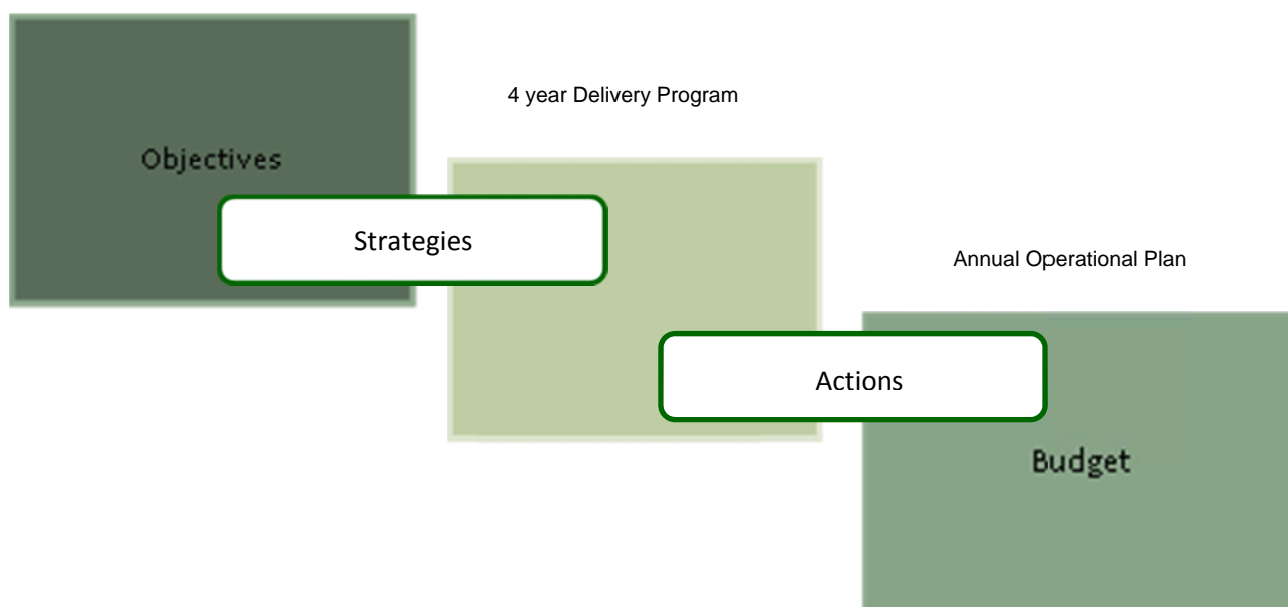 4 year Delivery Program
Objectives
Strategies
Annual Operational Plan
Actions
Budget